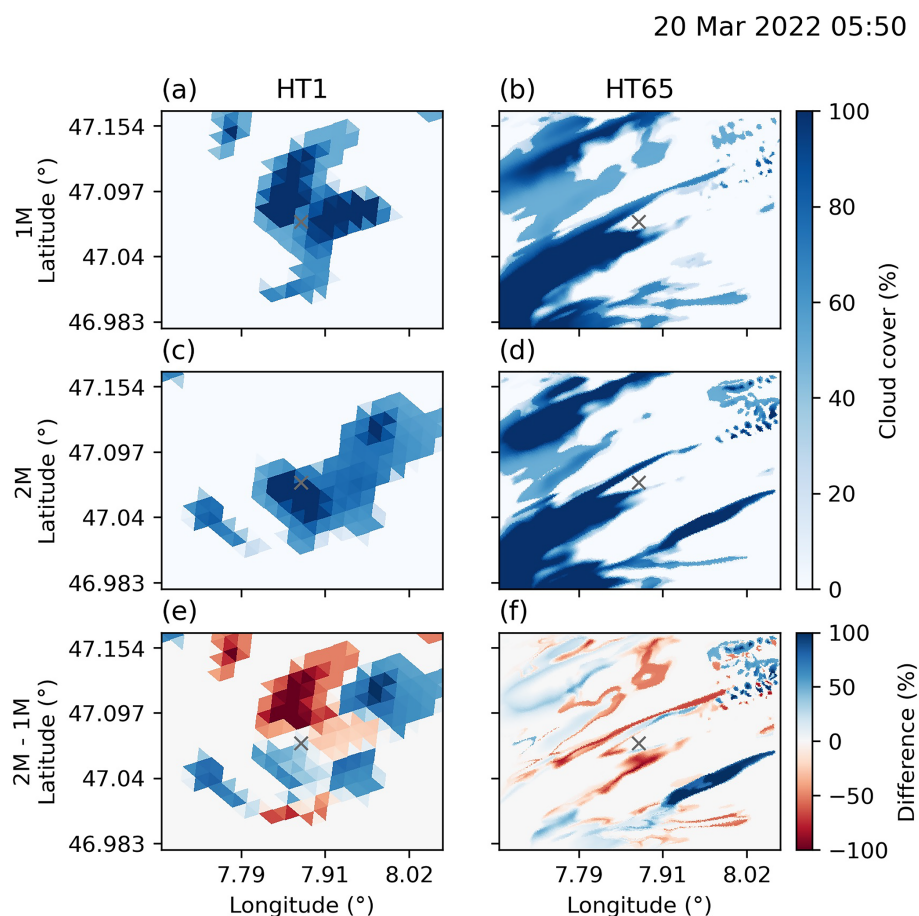 20 Mar 2022 05:50
(a) HT1
(b) HT65
1M
Latitude (°)
47.154
47.097
47.04
46.983
(c)
(d)
2M
Latitude (°)
47.154
47.097
47.04
46.983
100
80
60
40
20
0
Cloud cover (%)
(e)
(f)
2M - 1M
Latitude (°)
47.154
47.097
47.04
46.983
100
50
0
−50
−100
Difference (%)
7.79 7.91 8.02
Longitude (°)
7.79 7.91 8.02
Longitude (°)